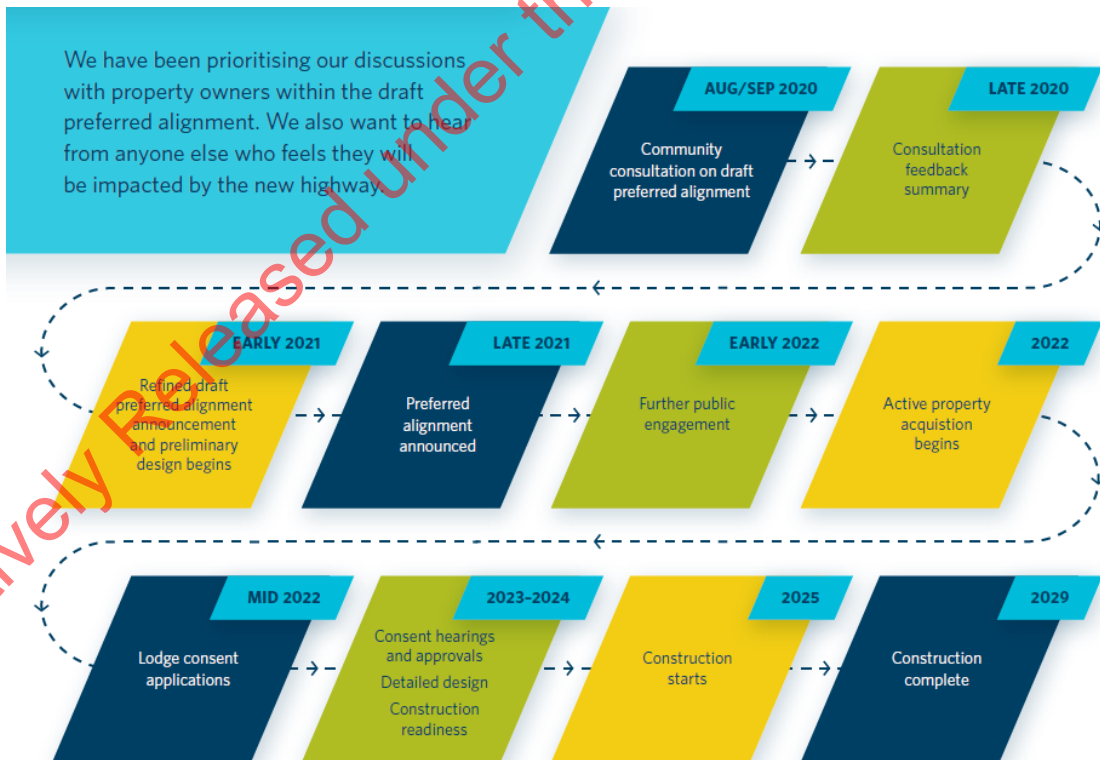 We have been prioritising our discussions
with property owners within the draft
preferred alignment. We also want to hear
from anyone else who feels they will
be impacted by the new highway.
AUG/SEP 2020
Community
consultation on draft
preferred alignment
LATE 2020
Consultation
feedback
summary
EARLY 2021
Refined draft
preferred alignment
announcement
and preliminary
design begins
LATE 2021
Preferred
alignment
announced
EARLY 2022
Further public
engagement
2022
Active property
acquistion
begins
MID 2022
Lodge consent
applications
2023–2024
Consent hearings
and approvals
Detailed design
Construction
readiness
2025
Construction
starts
2029
Construction
complete
Released under